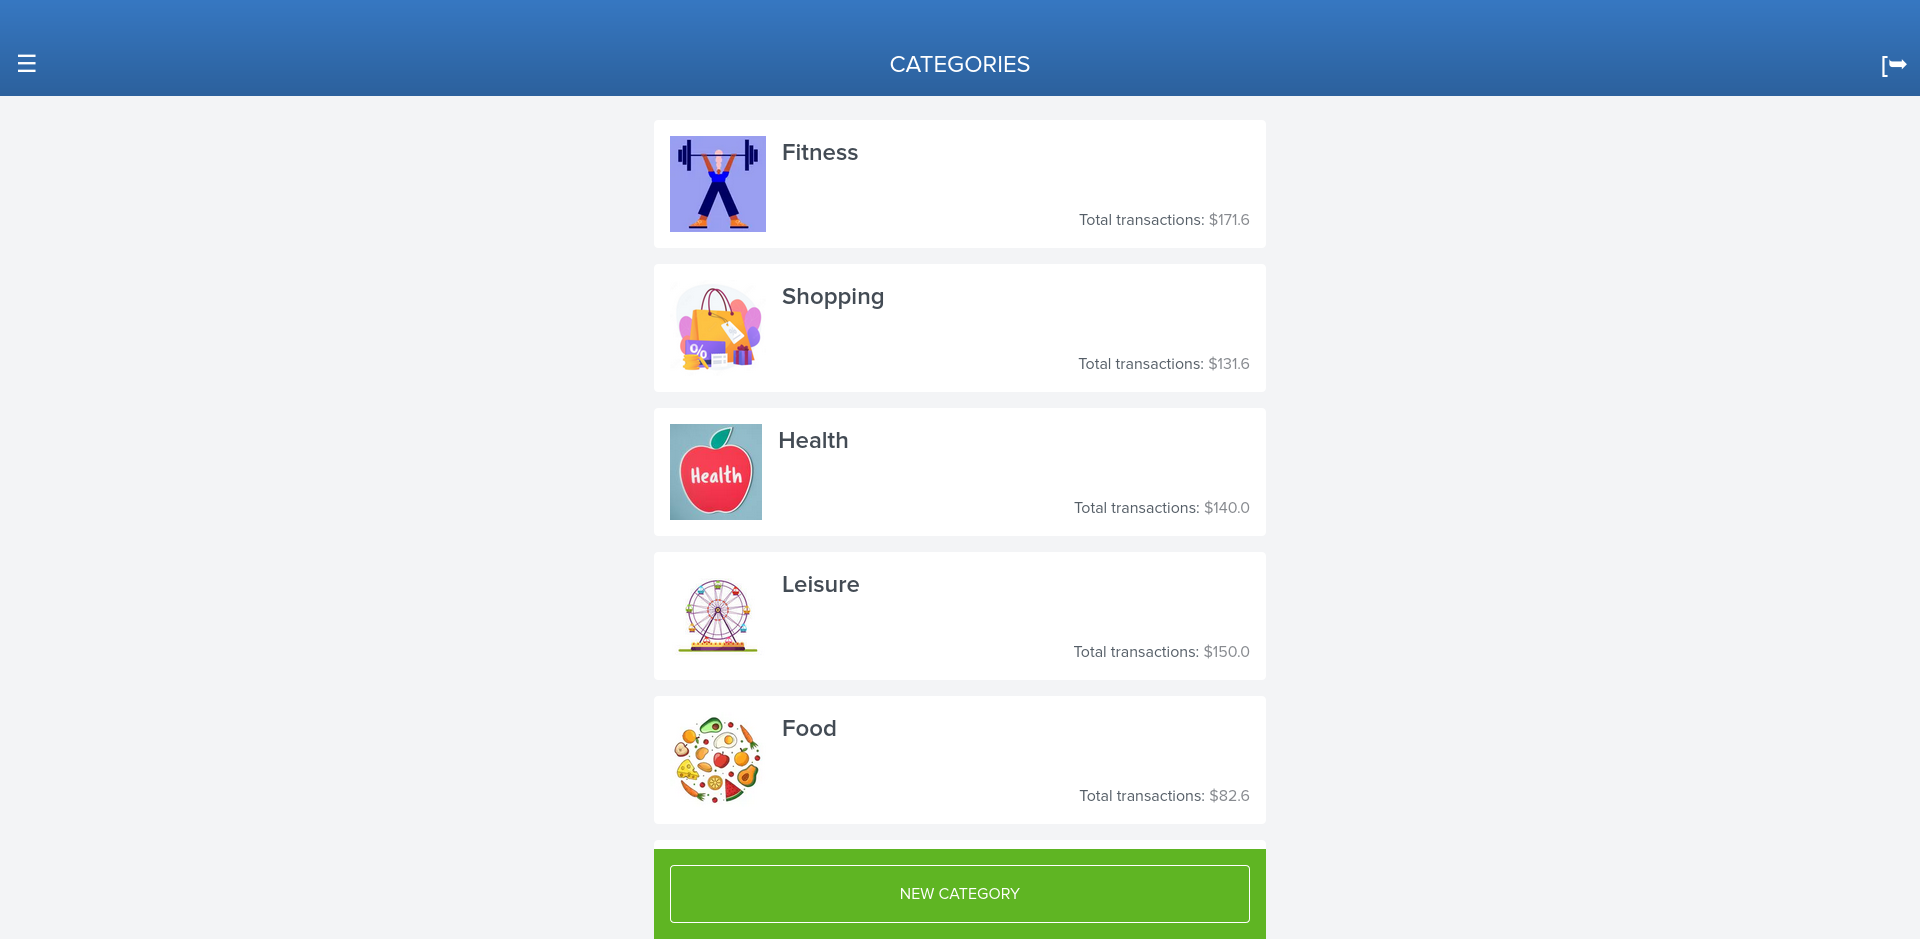 ☰
CATEGORIES
[➥
Fitness
Total transactions: $171.6
Shopping
%
Total transactions: $131.6
Health
Health
Total transactions: $140.0
Leisure
Total transactions: $150.0
Food
Total transactions: $82.6
NEW CATEGORY